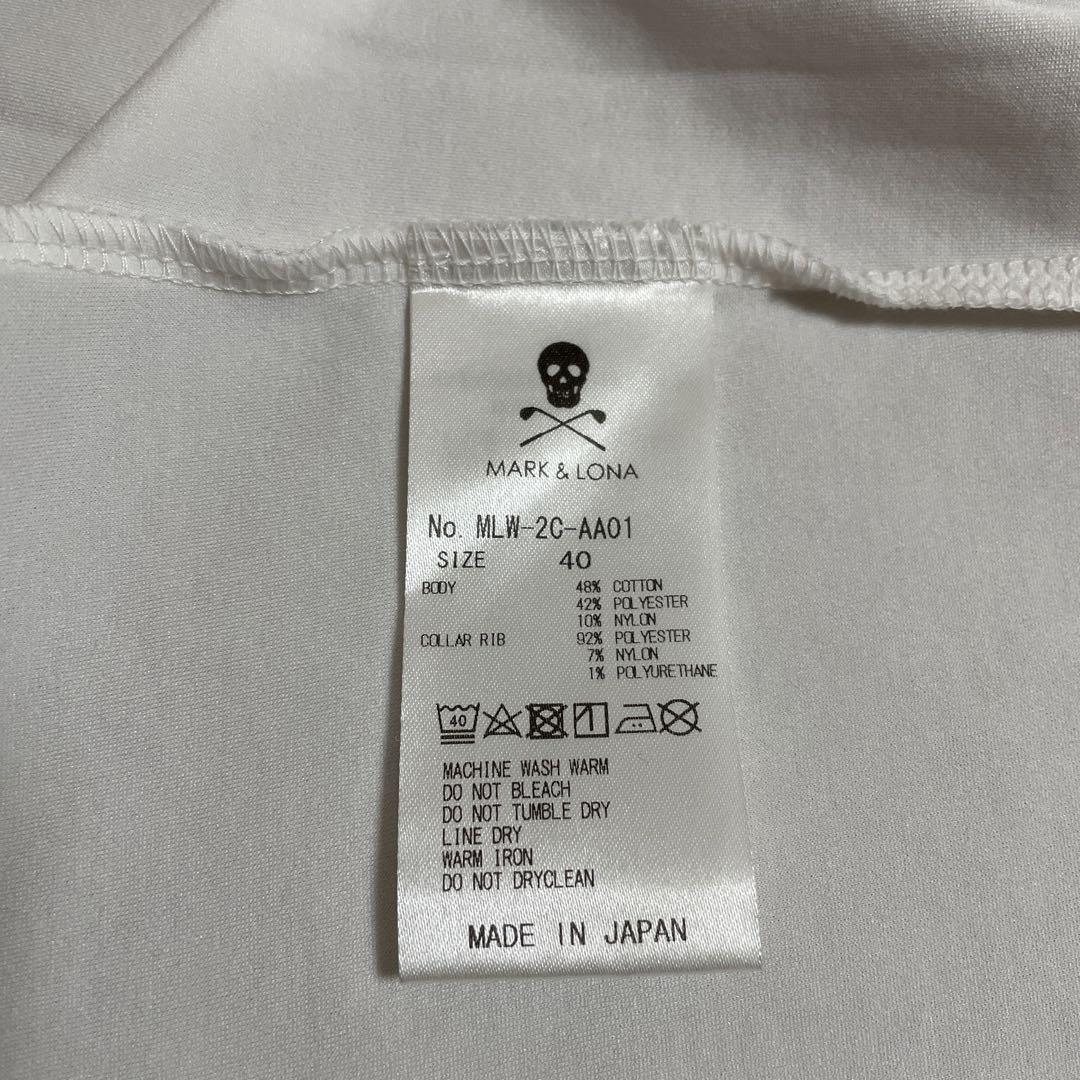 MARK & LONA
No. MLW-2C-AA01
SIZE 40
BODY 48% COTTON
42% POLYESTER
10% NYLON
COLLAR RIB 92% POLYESTER
7% NYLON
1% POLYURETHANE
40
MACHINE WASH WARM
DO NOT BLEACH
DO NOT TUMBLE DRY
LINE DRY
WARM IRON
DO NOT DRYCLEAN
MADE IN JAPAN